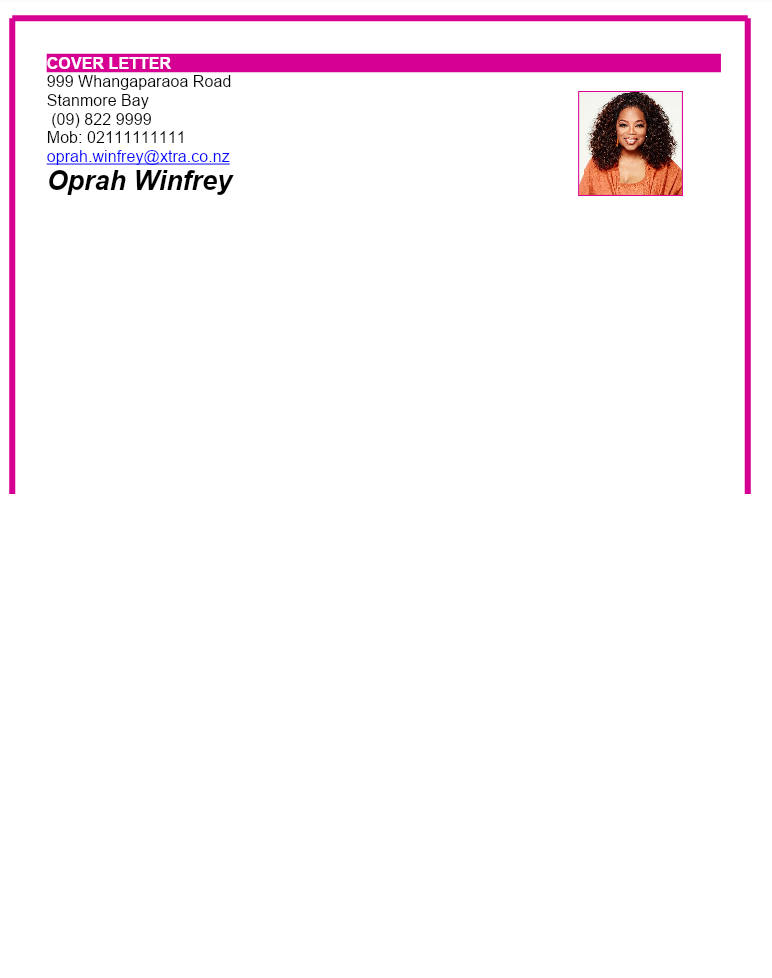 COVER LETTER
999 Whangaparaoa Road
Stanmore Bay
(09) 822 9999
Mob: 02111111111
oprah.winfrey@xtra.co.nz
Oprah Winfrey